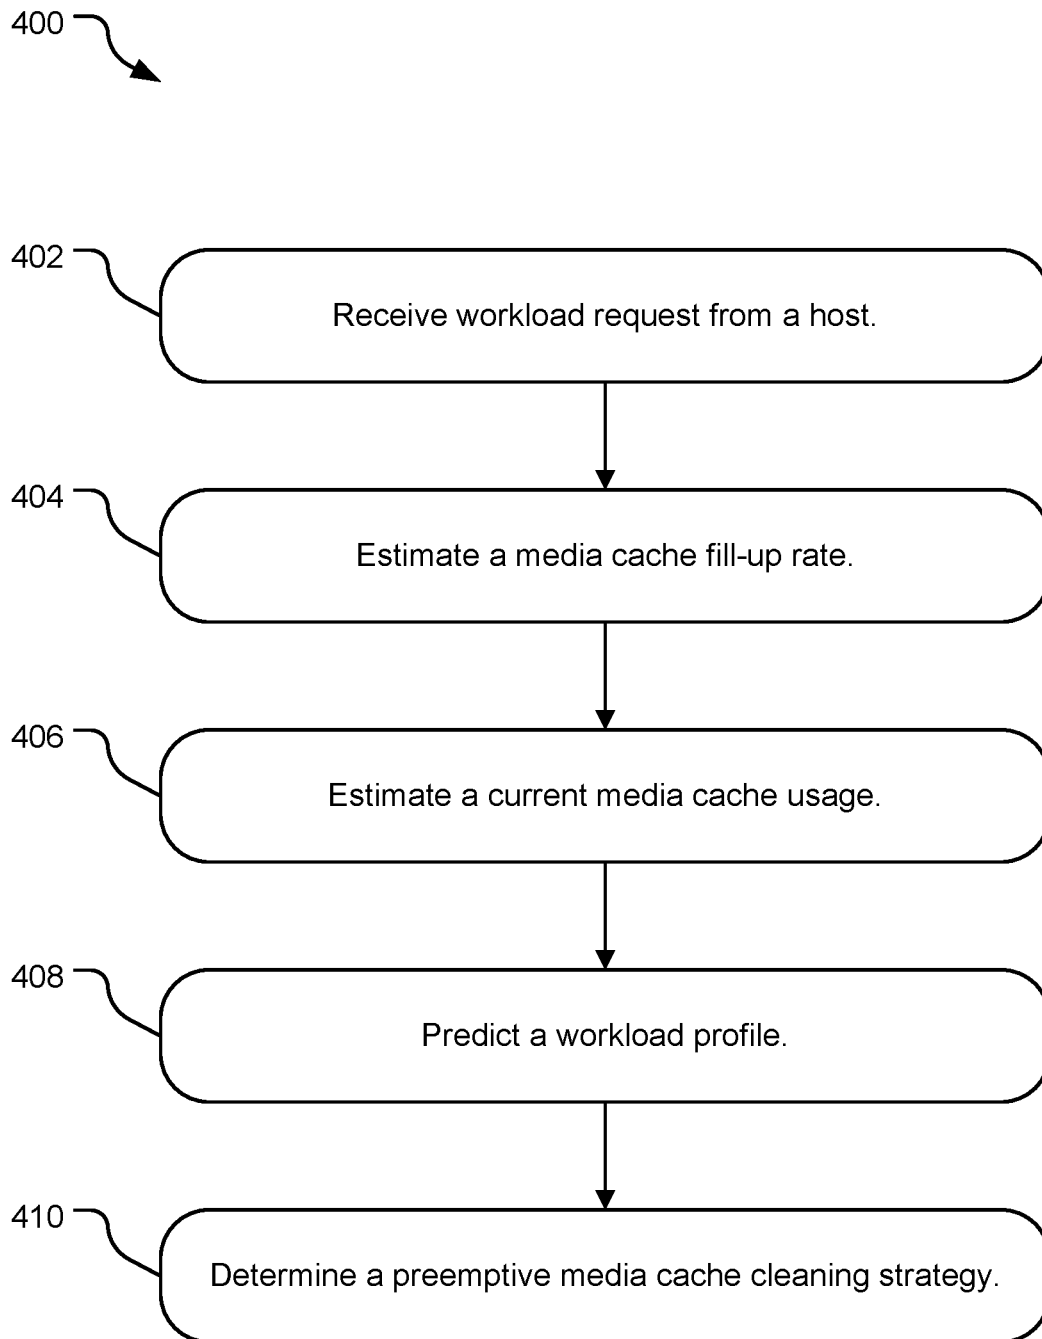 400
402
Receive workload request from a host.
404
Estimate a media cache fill-up rate.
406
Estimate a current media cache usage.
408
Predict a workload profile.
410
Determine a preemptive media cache cleaning strategy.